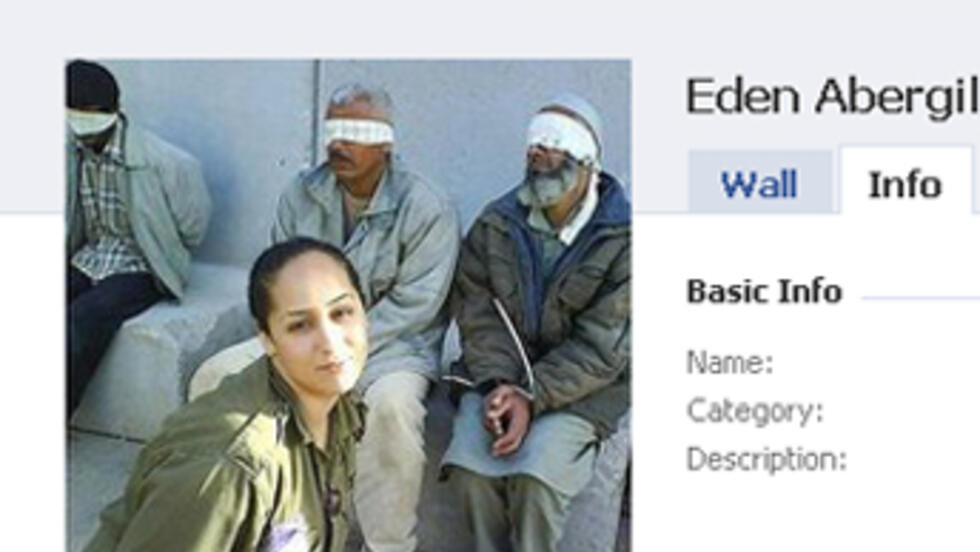 Eden Abergil
Wall Info
Basic Info
Name:
Category:
Description: